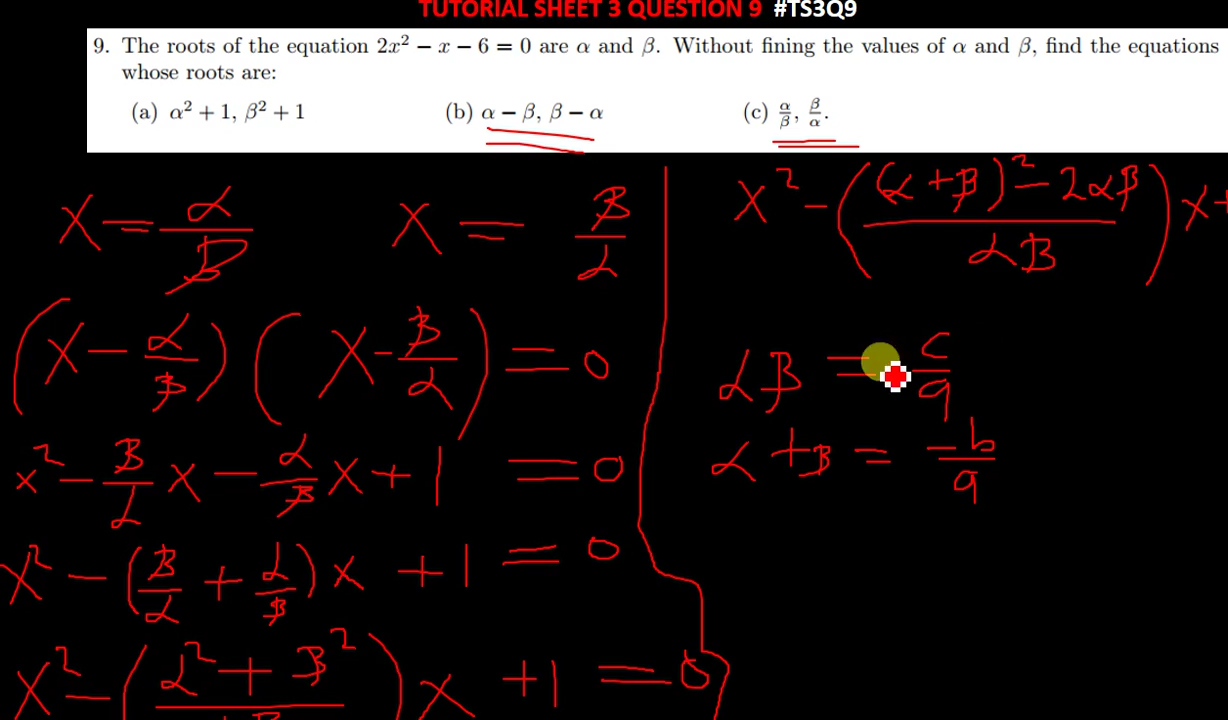 TUTORIAL SHEET 3 QUESTION 9 #TS3Q9
9. The roots of the equation 2x² − x − 6 = 0 are α and β. Without fining the values of α and β, find the equations
whose roots are:
(a) α² + 1, β² + 1 (b) α − β, β − α (c) α/β, β/α.
x = α/β x = β/α
(x − α/β) (x − β/α) = 0
x² − β/α x − α/β x + 1 = 0
x² − (β/α + α/β) x + 1 = 0
x² − (α² + β² / αβ) x + 1 = 0
x² − ((α + β)² − 2αβ / αβ) x +
αβ = c/a
α + β = −b/a